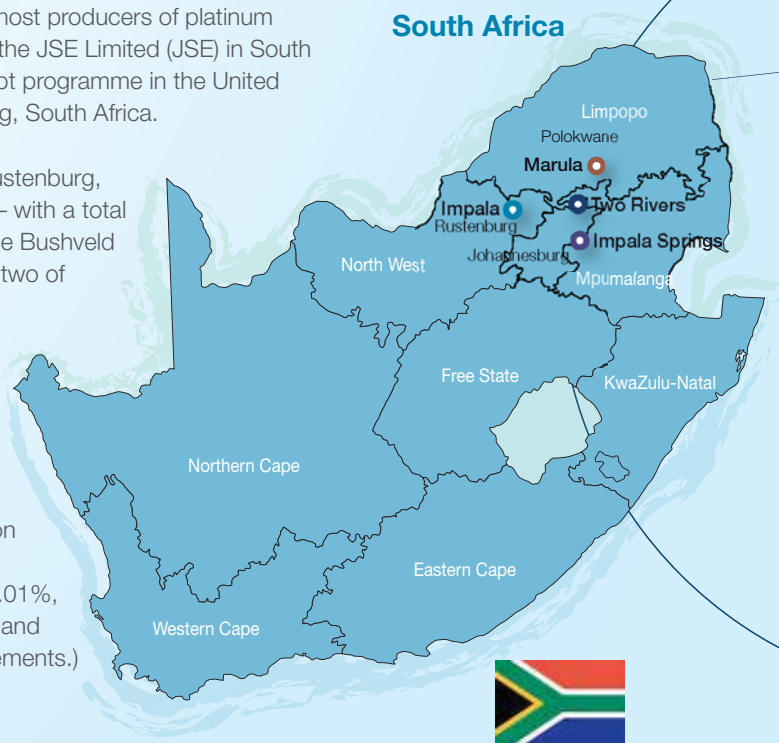 most producers of platinum
the JSE Limited (JSE) in South
ot programme in the United
g, South Africa.
ustenburg,
– with a total
e Bushveld
two of
on
.01%,
and
ements.)
South Africa
Limpopo
Polokwane
Marula
Impala
Rustenburg
Two Rivers
Impala Springs
Johannesburg
Mpumalanga
North West
Free State
KwaZulu-Natal
Northern Cape
Eastern Cape
Western Cape